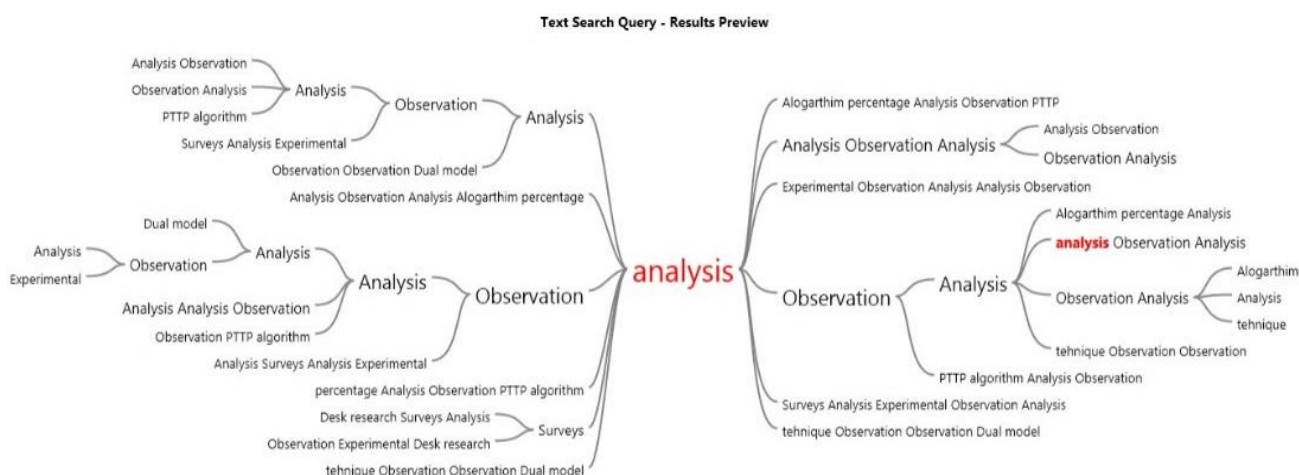 Text Search Query - Results Preview
Analysis Observation
Observation Analysis
PTTP algorithm
Analysis
Surveys Analysis Experimental
Observation
Observation Observation Dual model
Analysis
Analysis Observation Analysis Alogarthim percentage
Dual model
Analysis
Experimental
Observation
Analysis
Analysis Analysis Observation
Observation PTTP algorithm
Analysis
Analysis Surveys Analysis Experimental
Observation
percentage Analysis Observation PTTP algorithm
Desk research Surveys Analysis
Observation Experimental Desk research
Surveys
tehnique Observation Observation Dual model
analysis
Alogarthim percentage Analysis Observation PTTP
Analysis Observation Analysis
Analysis Observation
Observation Analysis
Experimental Observation Analysis Analysis Observation
Observation
Analysis
Alogarthim percentage Analysis
analysis Observation Analysis
Observation Analysis
Alogarthim
Analysis
tehnique
tehnique Observation Observation
PTTP algorithm Analysis Observation
Surveys Analysis Experimental Observation Analysis
tehnique Observation Observation Dual model